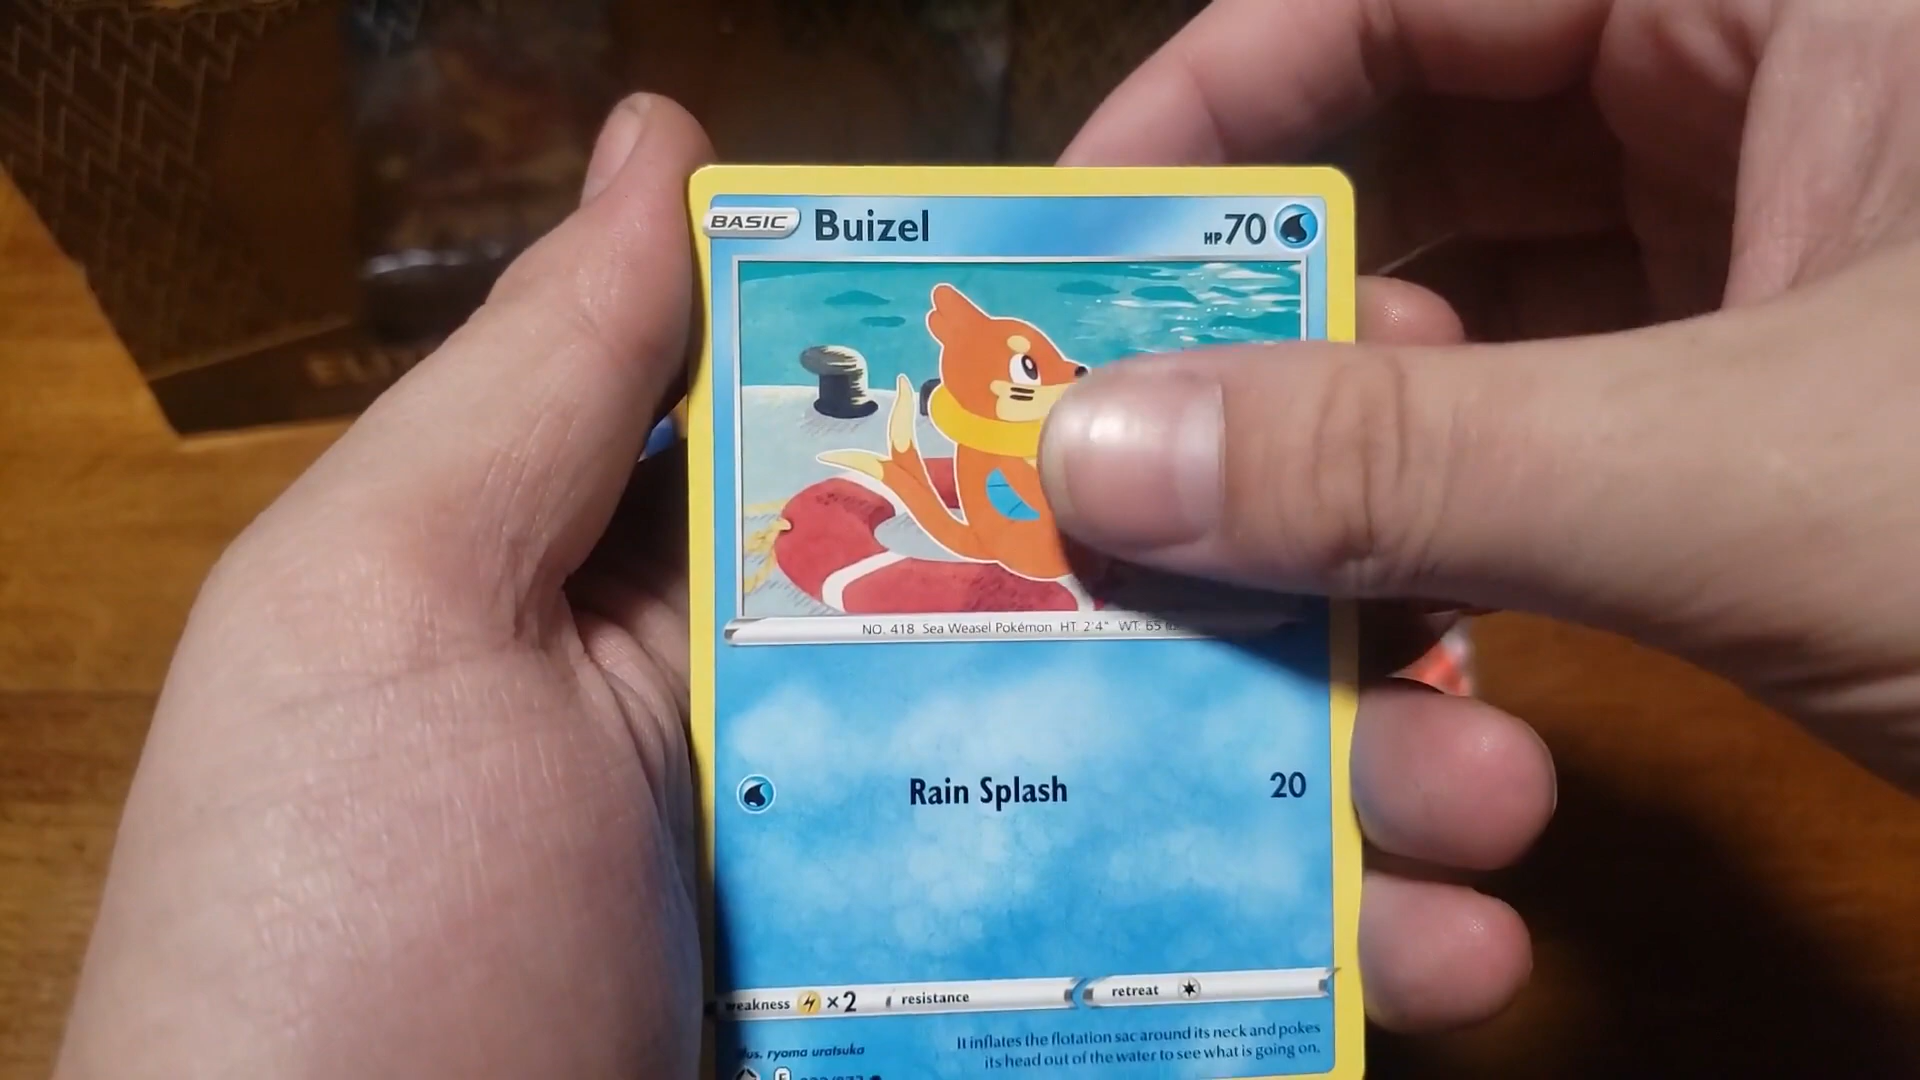 BASIC Buizel HP 70
NO. 418 Sea Weasel Pokémon HT 2'4" WT: 65
Rain Splash 20
weakness ×2 resistance retreat
It inflates the flotation sac around its neck and pokes
its head out of the water to see what is going on.
ryoma uratsuka
E